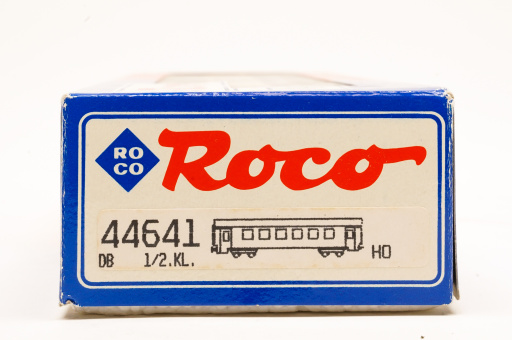 RO
CO
Roco
44641
DB 1/2.KL.
HO